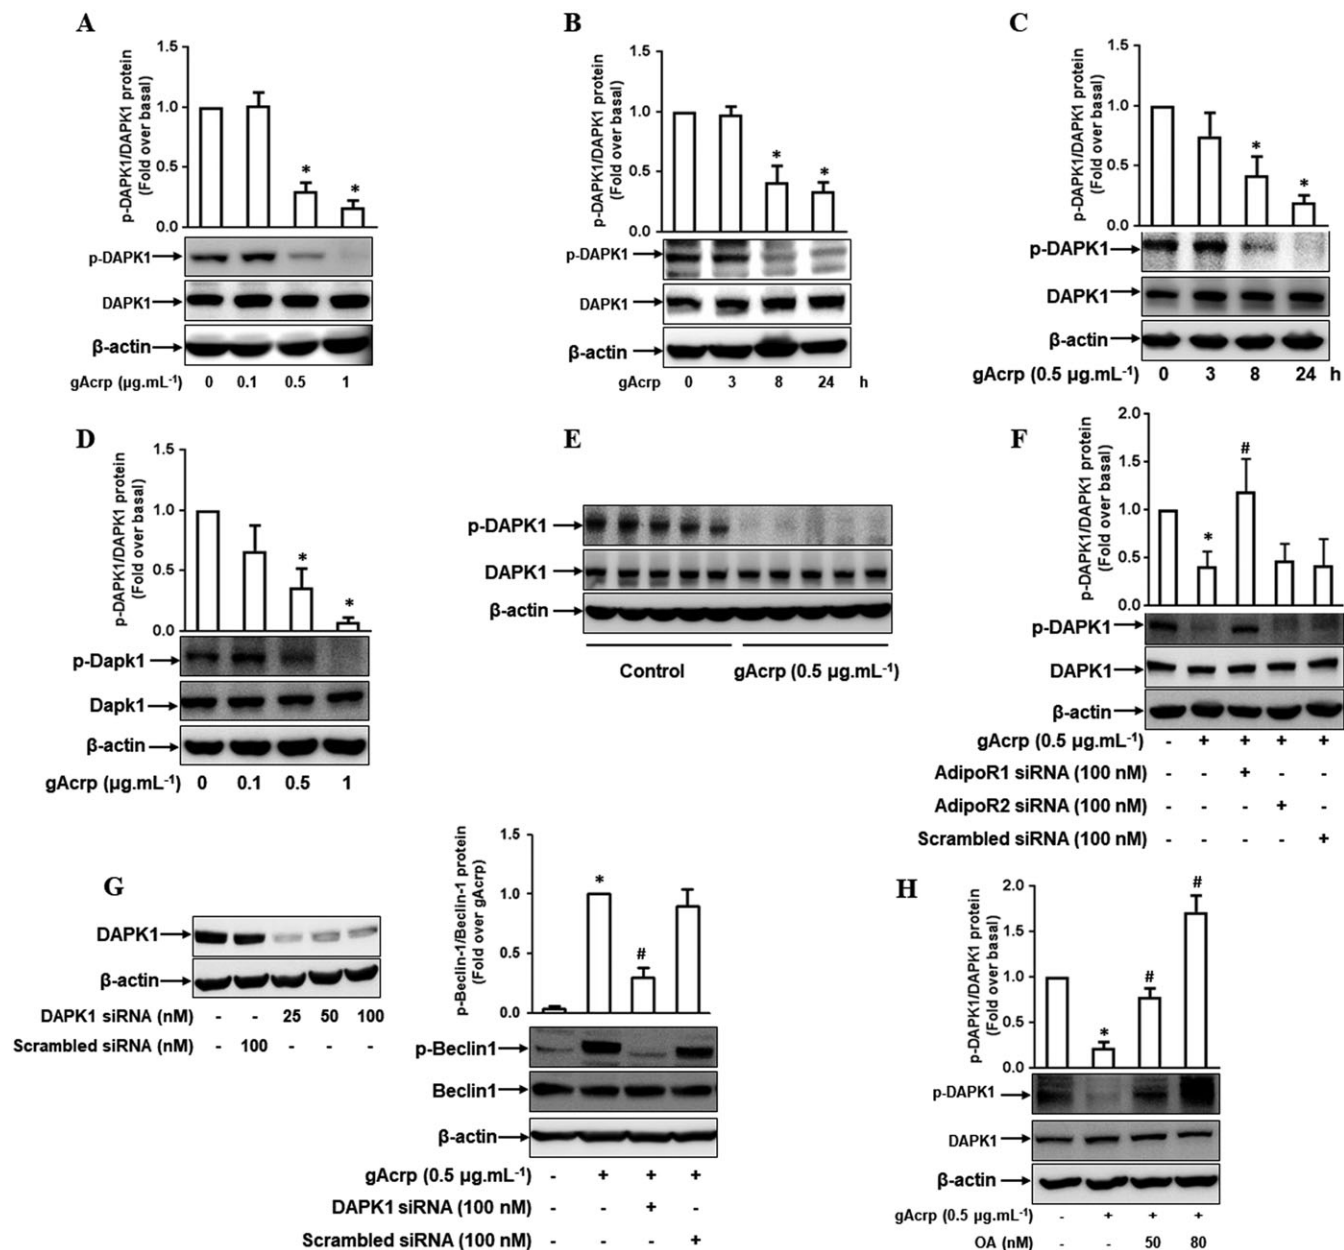 A
p-DAPK1/DAPK1 protein
(Fold over basal)
1.5
1.0
0.5
0.0
*
*
p-DAPK1
DAPK1
β-actin
gAcrp (µg.mL-1) 0 0.1 0.5 1
B
p-DAPK1/DAPK1 protein
(Fold over basal)
1.5
1.0
0.5
0.0
*
*
p-DAPK1
DAPK1
β-actin
gAcrp 0 3 8 24 h
C
p-DAPK1/DAPK1 protein
(Fold over basal)
1.5
1.0
0.5
0.0
*
*
p-DAPK1
DAPK1
β-actin
gAcrp (0.5 µg.mL-1) 0 3 8 24 h
D
p-DAPK1/DAPK1 protein
(Fold over basal)
1.5
1.0
0.5
0.0
*
*
p-Dapk1
Dapk1
β-actin
gAcrp (µg.mL-1) 0 0.1 0.5 1
E
p-DAPK1
DAPK1
β-actin
Control gAcrp (0.5 µg.mL-1)
F
p-DAPK1/DAPK1 protein
(Fold over basal)
2.0
1.5
1.0
0.5
0.0
*
#
p-DAPK1
DAPK1
β-actin
gAcrp (0.5 µg.mL-1) - + + + +
AdipoR1 siRNA (100 nM) - - + - -
AdipoR2 siRNA (100 nM) - - - + -
Scrambled siRNA (100 nM) - - - - +
G
DAPK1
β-actin
DAPK1 siRNA (nM) - - 25 50 100
Scrambled siRNA (nM) - 100 - - -
p-Beclin-1/Beclin-1 protein
(Fold over gAcrp)
1.5
1.0
0.5
0.0
*
#
p-Beclin1
Beclin1
β-actin
gAcrp (0.5 µg.mL-1) - + + +
DAPK1 siRNA (100 nM) - - + -
Scrambled siRNA (100 nM) - - - +
H
p-DAPK1/DAPK1 protein
(Fold over basal)
2.0
1.5
1.0
0.5
0.0
*
#
#
p-DAPK1
DAPK1
β-actin
gAcrp (0.5 µg.mL-1) - + + +
OA (nM) - - 50 80